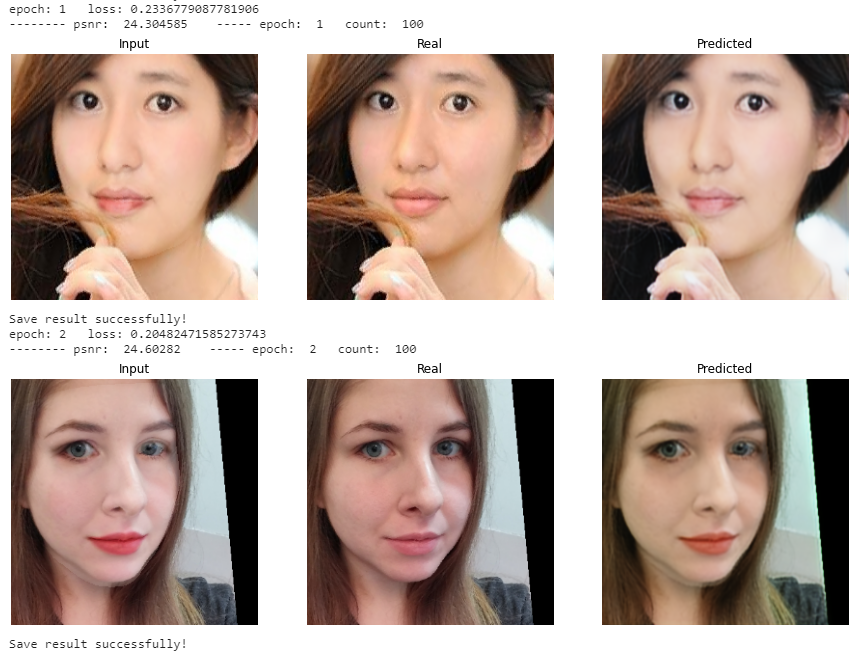 epoch: 1   loss: 0.2336779087781906
-------- psnr:  24.304585    ----- epoch:  1   count:  100
Input Real Predicted
Save result successfully!
epoch: 2   loss: 0.20482471585273743
-------- psnr:  24.60282    ----- epoch:  2   count:  100
Input Real Predicted
Save result successfully!